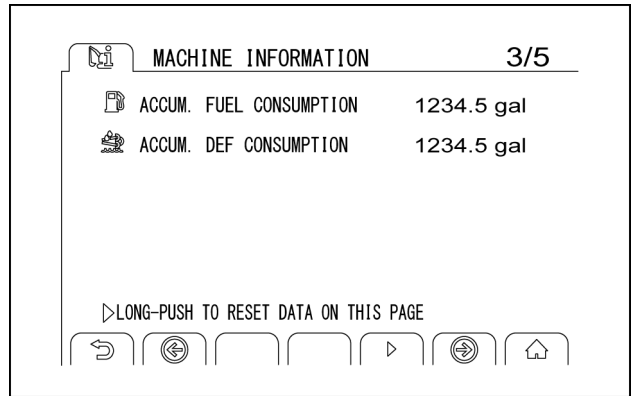 MACHINE INFORMATION 3/5
ACCUM. FUEL CONSUMPTION 1234.5 gal
ACCUM. DEF CONSUMPTION 1234.5 gal
▷LONG-PUSH TO RESET DATA ON THIS PAGE